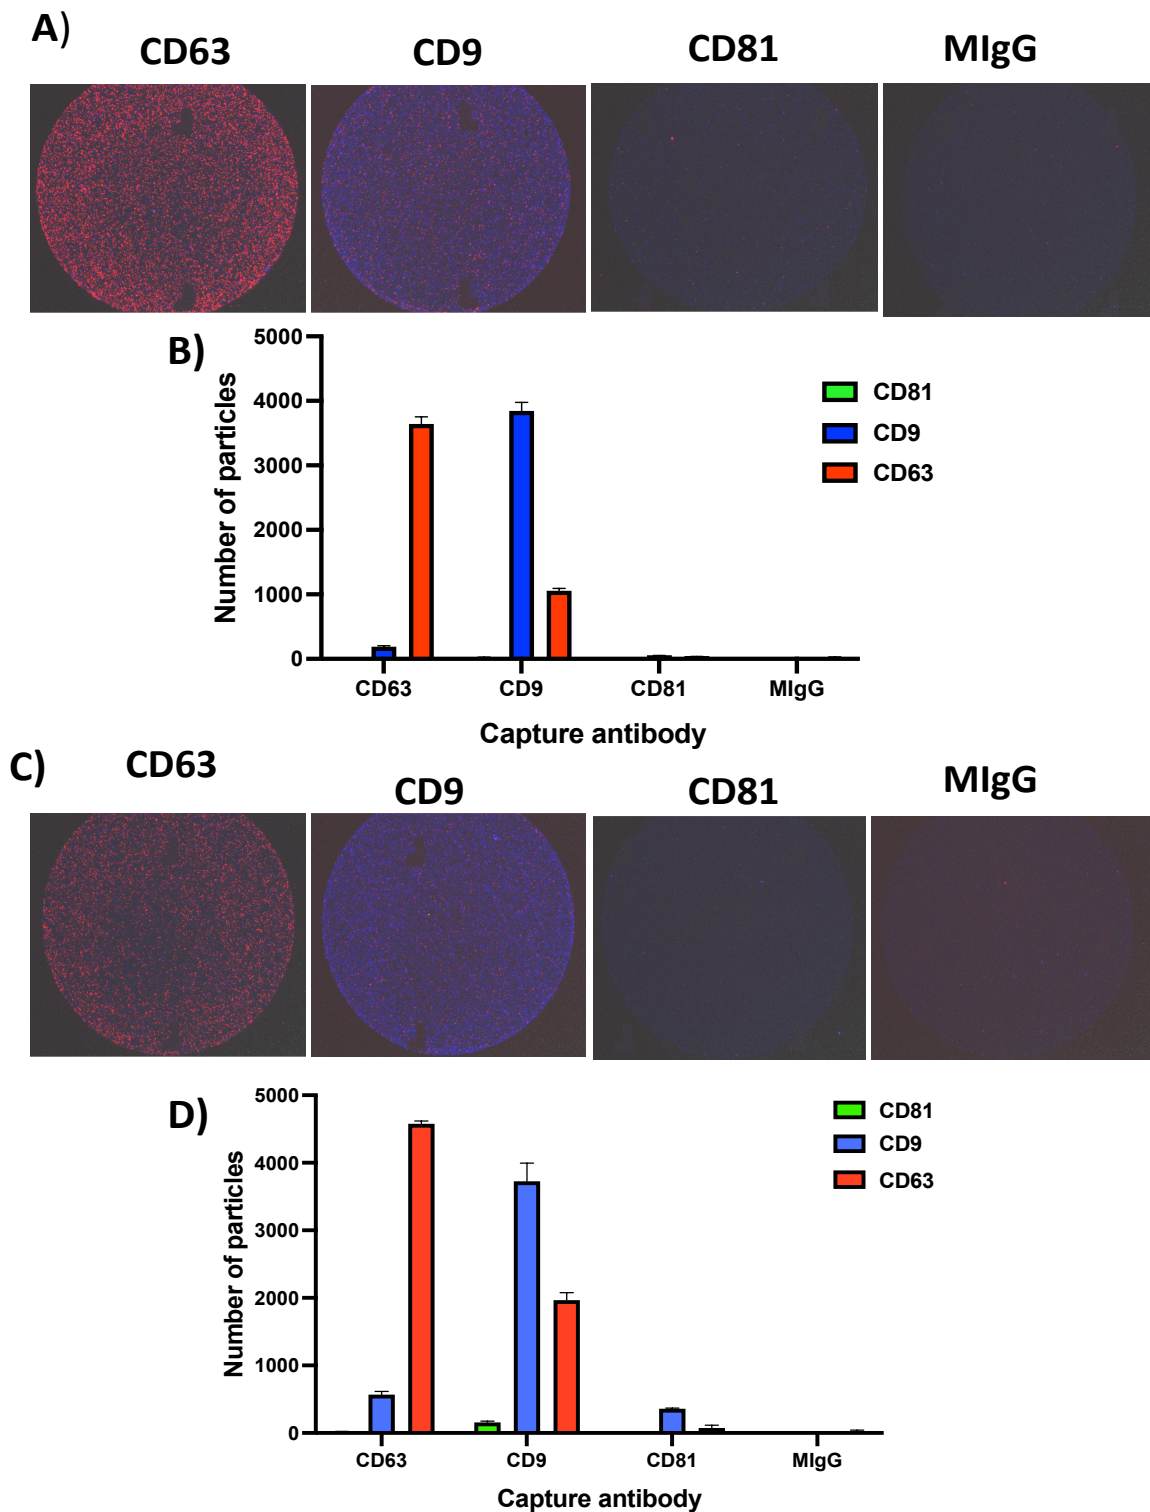 A)
CD63 CD9 CD81 MIgG
B)
Number of particles
5000
4000
3000
2000
1000
0
CD81
CD9
CD63
CD63 CD9 CD81 MIgG
Capture antibody
C)
CD63 CD9 CD81 MIgG
D)
Number of particles
5000
4000
3000
2000
1000
0
CD81
CD9
CD63
CD63 CD9 CD81 MIgG
Capture antibody